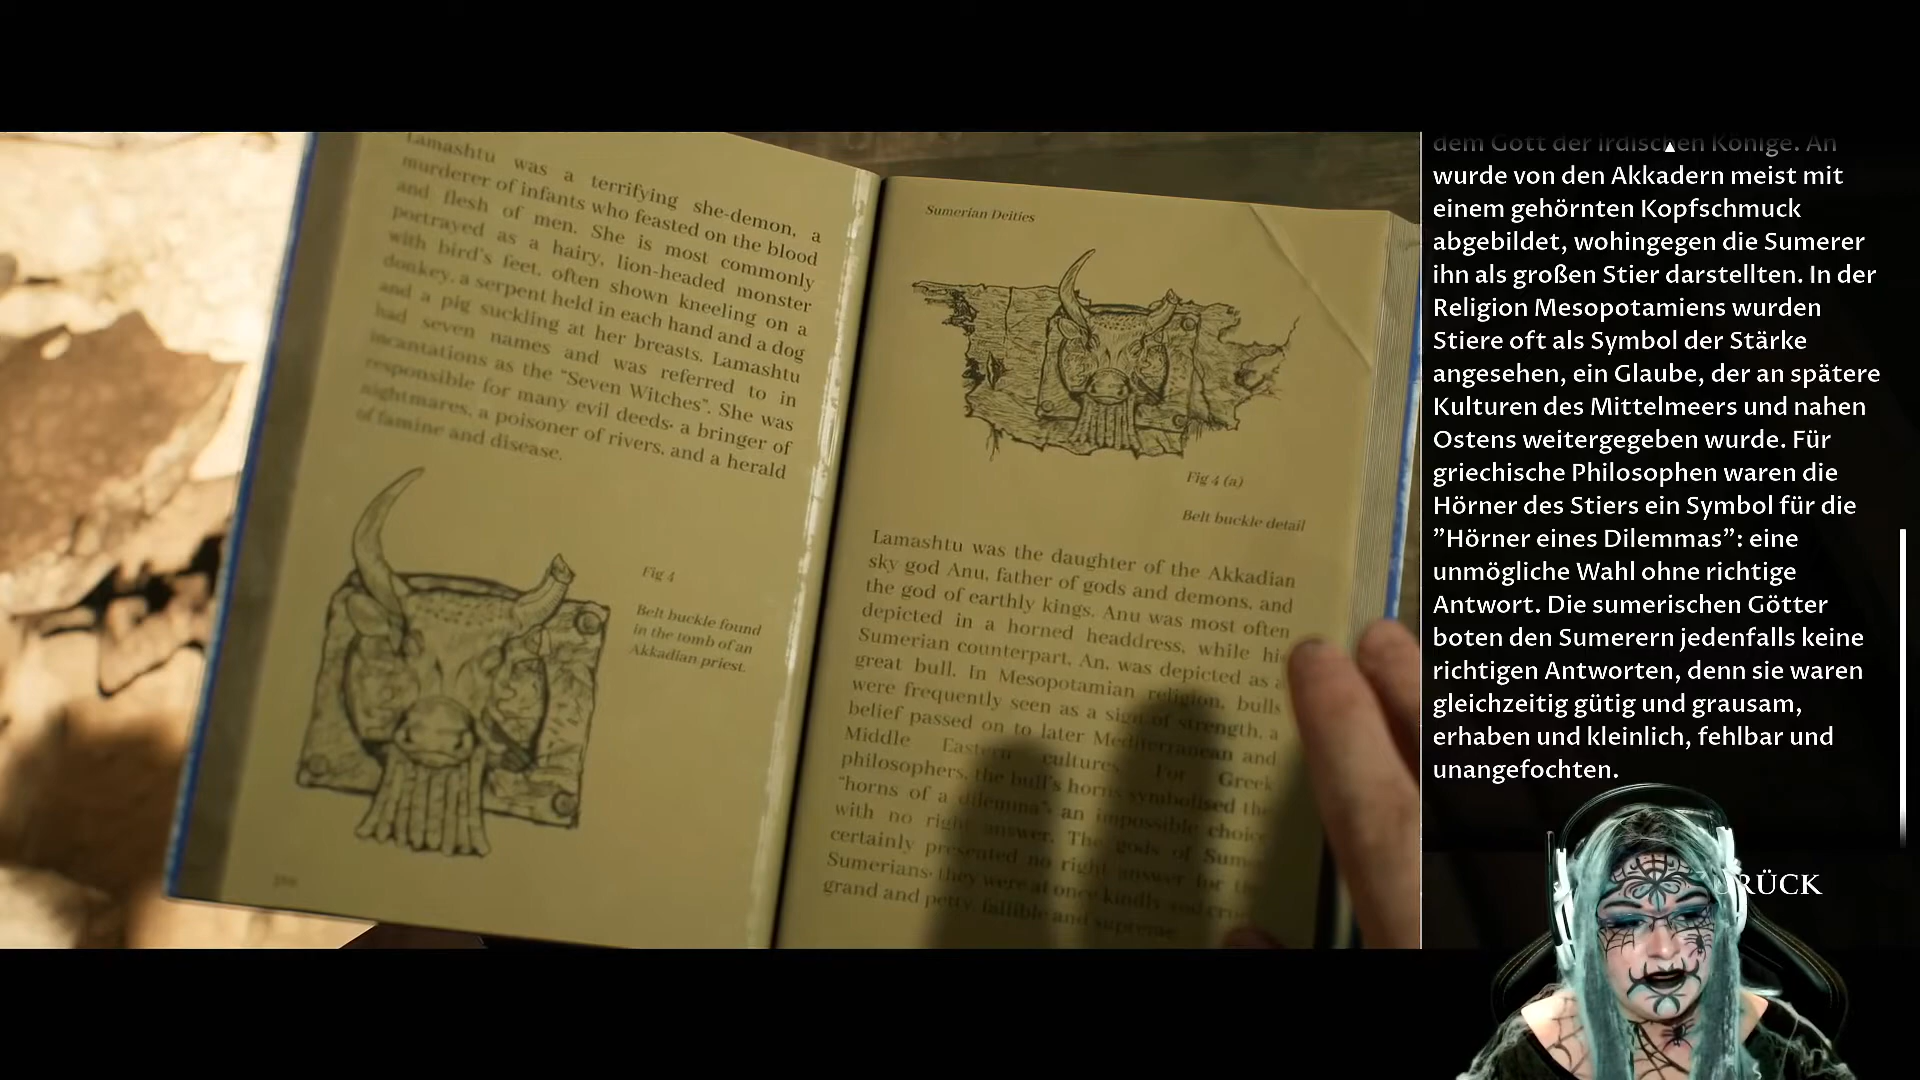 Lamashtu was a terrifying she-demon, a
murderer of infants who feasted on the blood
and flesh of men. She is most commonly
portrayed as a hairy, lion-headed monster
with bird's feet, often shown kneeling on a
donkey, a serpent held in each hand and a dog
and a pig suckling at her breasts. Lamashtu
had seven names and was referred to in
incantations as the "Seven Witches". She was
responsible for many evil deeds: a bringer of
nightmares, a poisoner of rivers, and a herald
of famine and disease.
Fig 4
Belt buckle found
in the tomb of an
Akkadian priest.
Sumerian Deities
Fig 4 (a)
Belt buckle detail
Lamashtu was the daughter of the Akkadian
sky god Anu, father of gods and demons, and
the god of earthly kings. Anu was most often
depicted in a horned headdress, while his
Sumerian counterpart, An, was depicted as a
great bull. In Mesopotamian religion, bulls
were frequently seen as a sign of strength, a
belief passed on to later Mediterranean and
Middle Eastern cultures. For Greek
philosophers, the bull's horns symbolised the
"horns of a dilemma": an impossible choice
with no right answer. The gods of
certainly presented no right answer for
Sumerians: they were at once kindly and
grand and petty, fallible and supreme.
dem Gott der irdischen Könige. An
wurde von den Akkadern meist mit
einem gehörnten Kopfschmuck
abgebildet, wohingegen die Sumerer
ihn als großen Stier darstellten. In der
Religion Mesopotamiens wurden
Stiere oft als Symbol der Stärke
angesehen, ein Glaube, der an spätere
Kulturen des Mittelmeers und nahen
Ostens weitergegeben wurde. Für
griechische Philosophen waren die
Hörner des Stiers ein Symbol für die
”Hörner eines Dilemmas”: eine
unmögliche Wahl ohne richtige
Antwort. Die sumerischen Götter
boten den Sumerern jedenfalls keine
richtigen Antworten, denn sie waren
gleichzeitig gütig und grausam,
erhaben und kleinlich, fehlbar und
unangefochten.
RÜCK